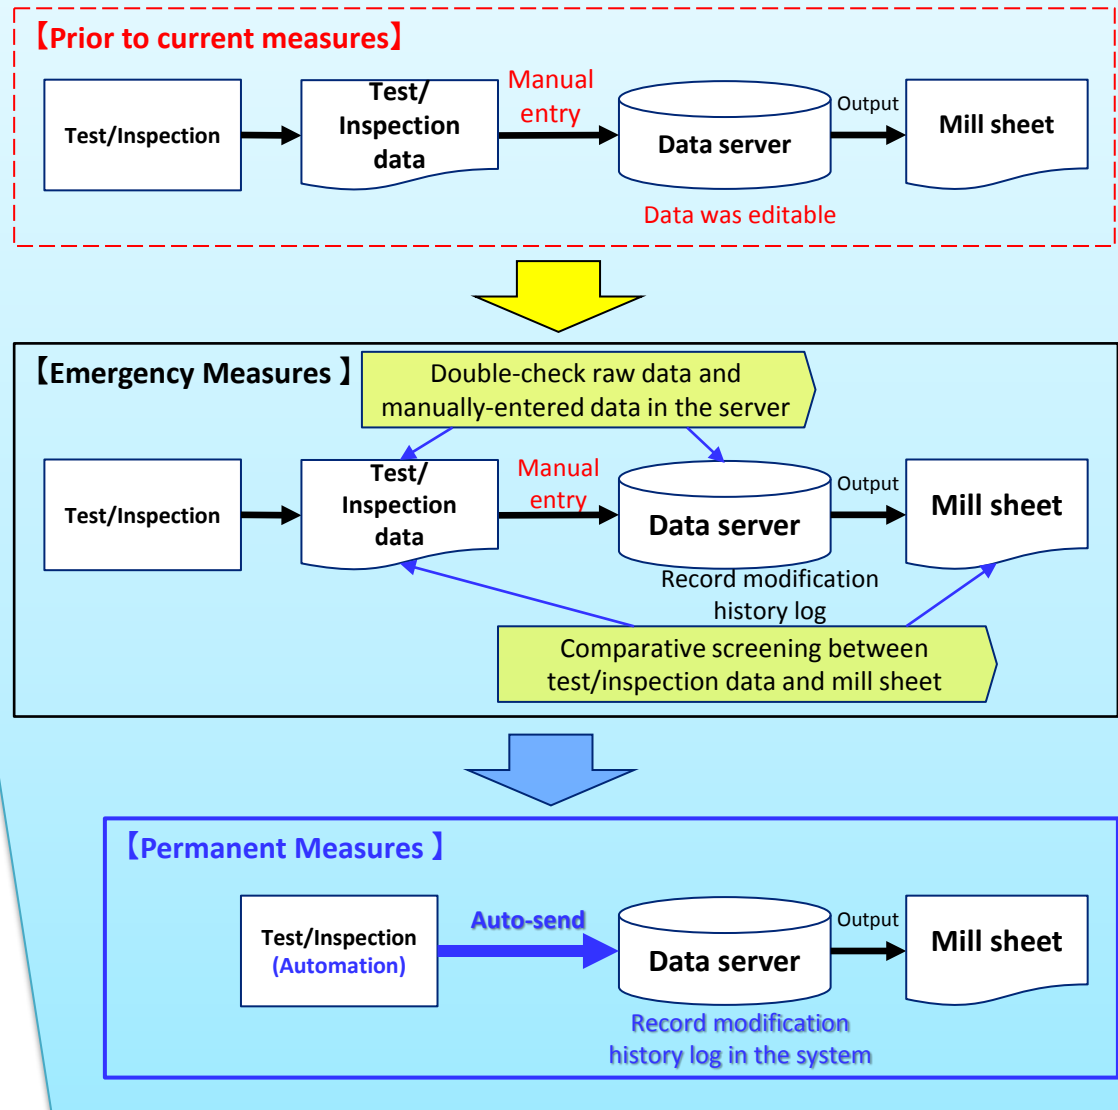 【Prior to current measures】
Test/Inspection
Test/
Inspection
data
Manual
entry
Data server
Output
Mill sheet
Data was editable
【Emergency Measures 】
Double-check raw data and
manually-entered data in the server
Test/Inspection
Test/
Inspection
data
Manual
entry
Data server
Output
Mill sheet
Record modification
history log
Comparative screening between
test/inspection data and mill sheet
【Permanent Measures 】
Test/Inspection
(Automation)
Auto-send
Data server
Output
Mill sheet
Record modification
history log in the system